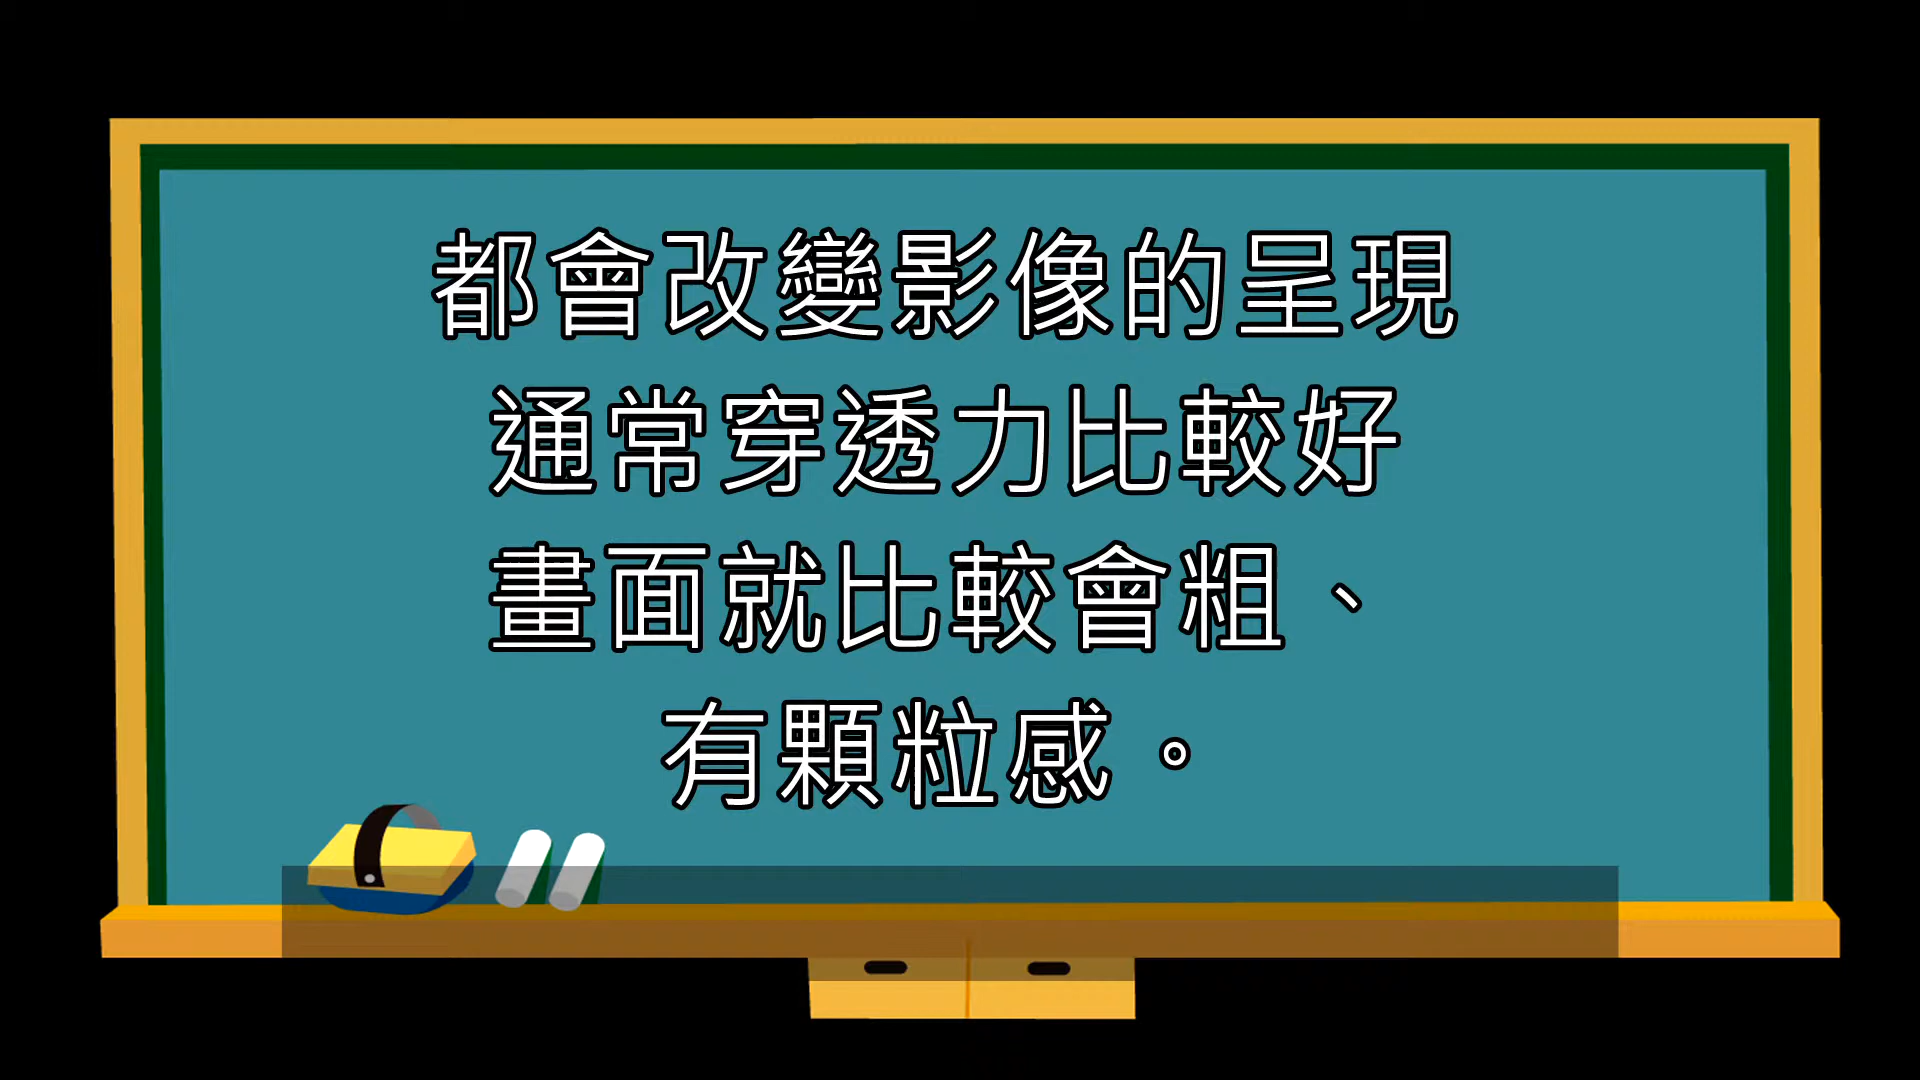 都會改變影像的呈現
通常穿透力比較好
畫面就比較會粗、
有顆粒感。